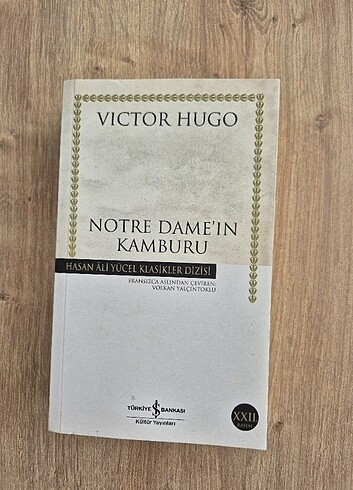 VICTOR HUGO
NOTRE DAME'IN
KAMBURU
HASAN ÂLİ YÜCEL KLASİKLER DİZİSİ
FRANSIZCA ASLINDAN ÇEVİREN:
VOLKAN YALÇINTOKLU
TÜRKİYE İŞ BANKASI
Kültür Yayınları
XXII.
BASIM